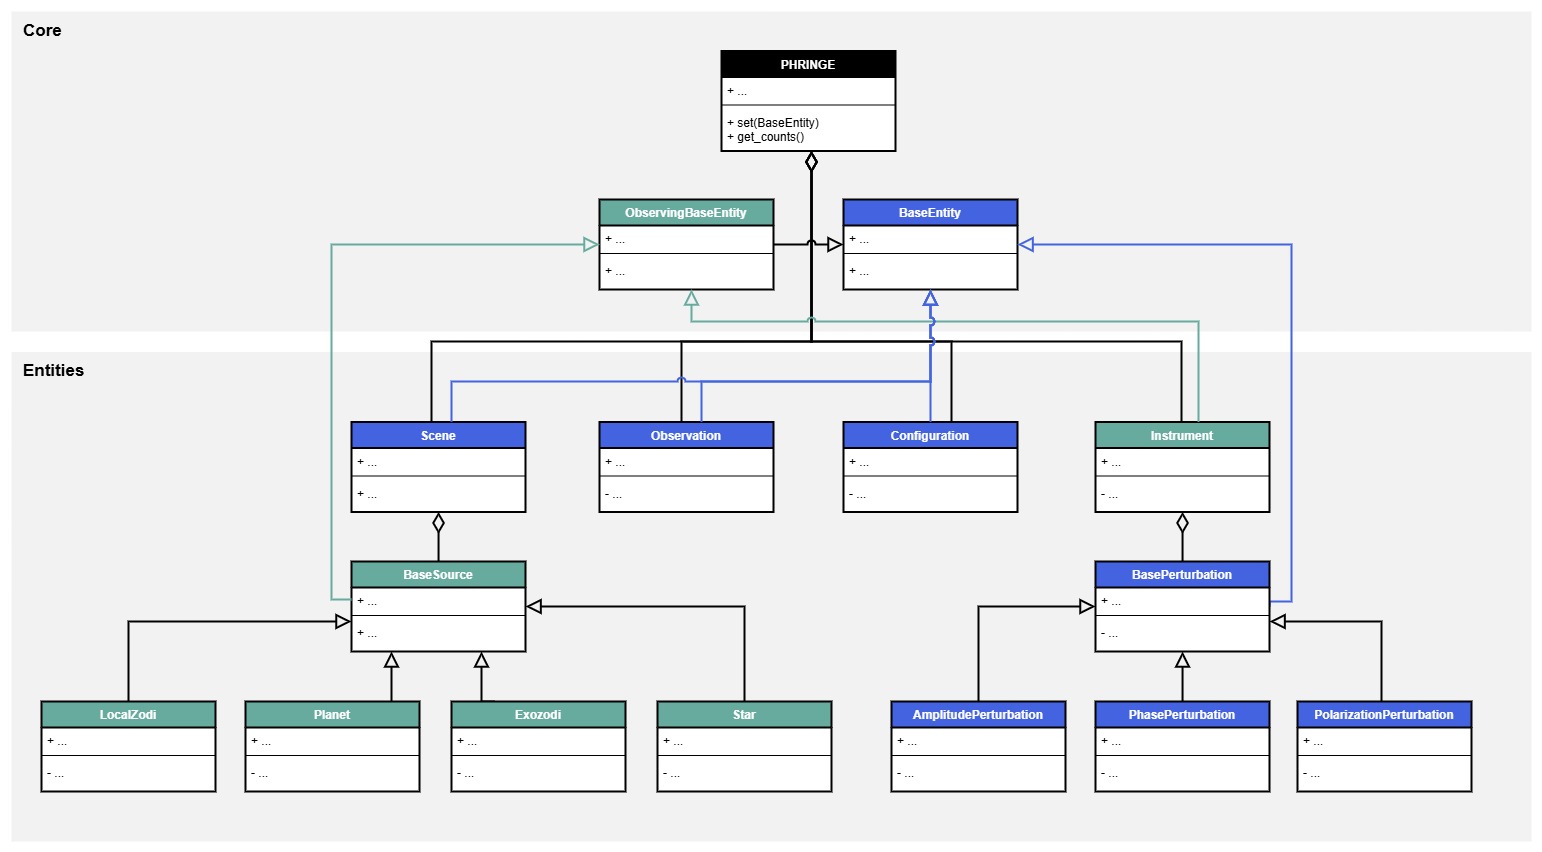 Core
PHRINGE
+ ...
+ set(BaseEntity)
+ get_counts()
ObservingBaseEntity
+ ...
+ ...
BaseEntity
+ ...
+ ...
Entities
Scene
+ ...
+ ...
Observation
+ ...
- ...
Configuration
+ ...
- ...
Instrument
+ ...
- ...
BaseSource
+ ...
+ ...
BasePerturbation
+ ...
- ...
LocalZodi
+ ...
- ...
Planet
+ ...
- ...
Exozodi
+ ...
- ...
Star
+ ...
- ...
AmplitudePerturbation
+ ...
- ...
PhasePerturbation
+ ...
- ...
PolarizationPerturbation
+ ...
- ...